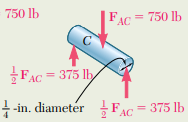 750 lb
F_AC = 750 lb
C
1/2 F_AC = 375 lb
1/4 -in. diameter
1/2 F_AC = 375 lb